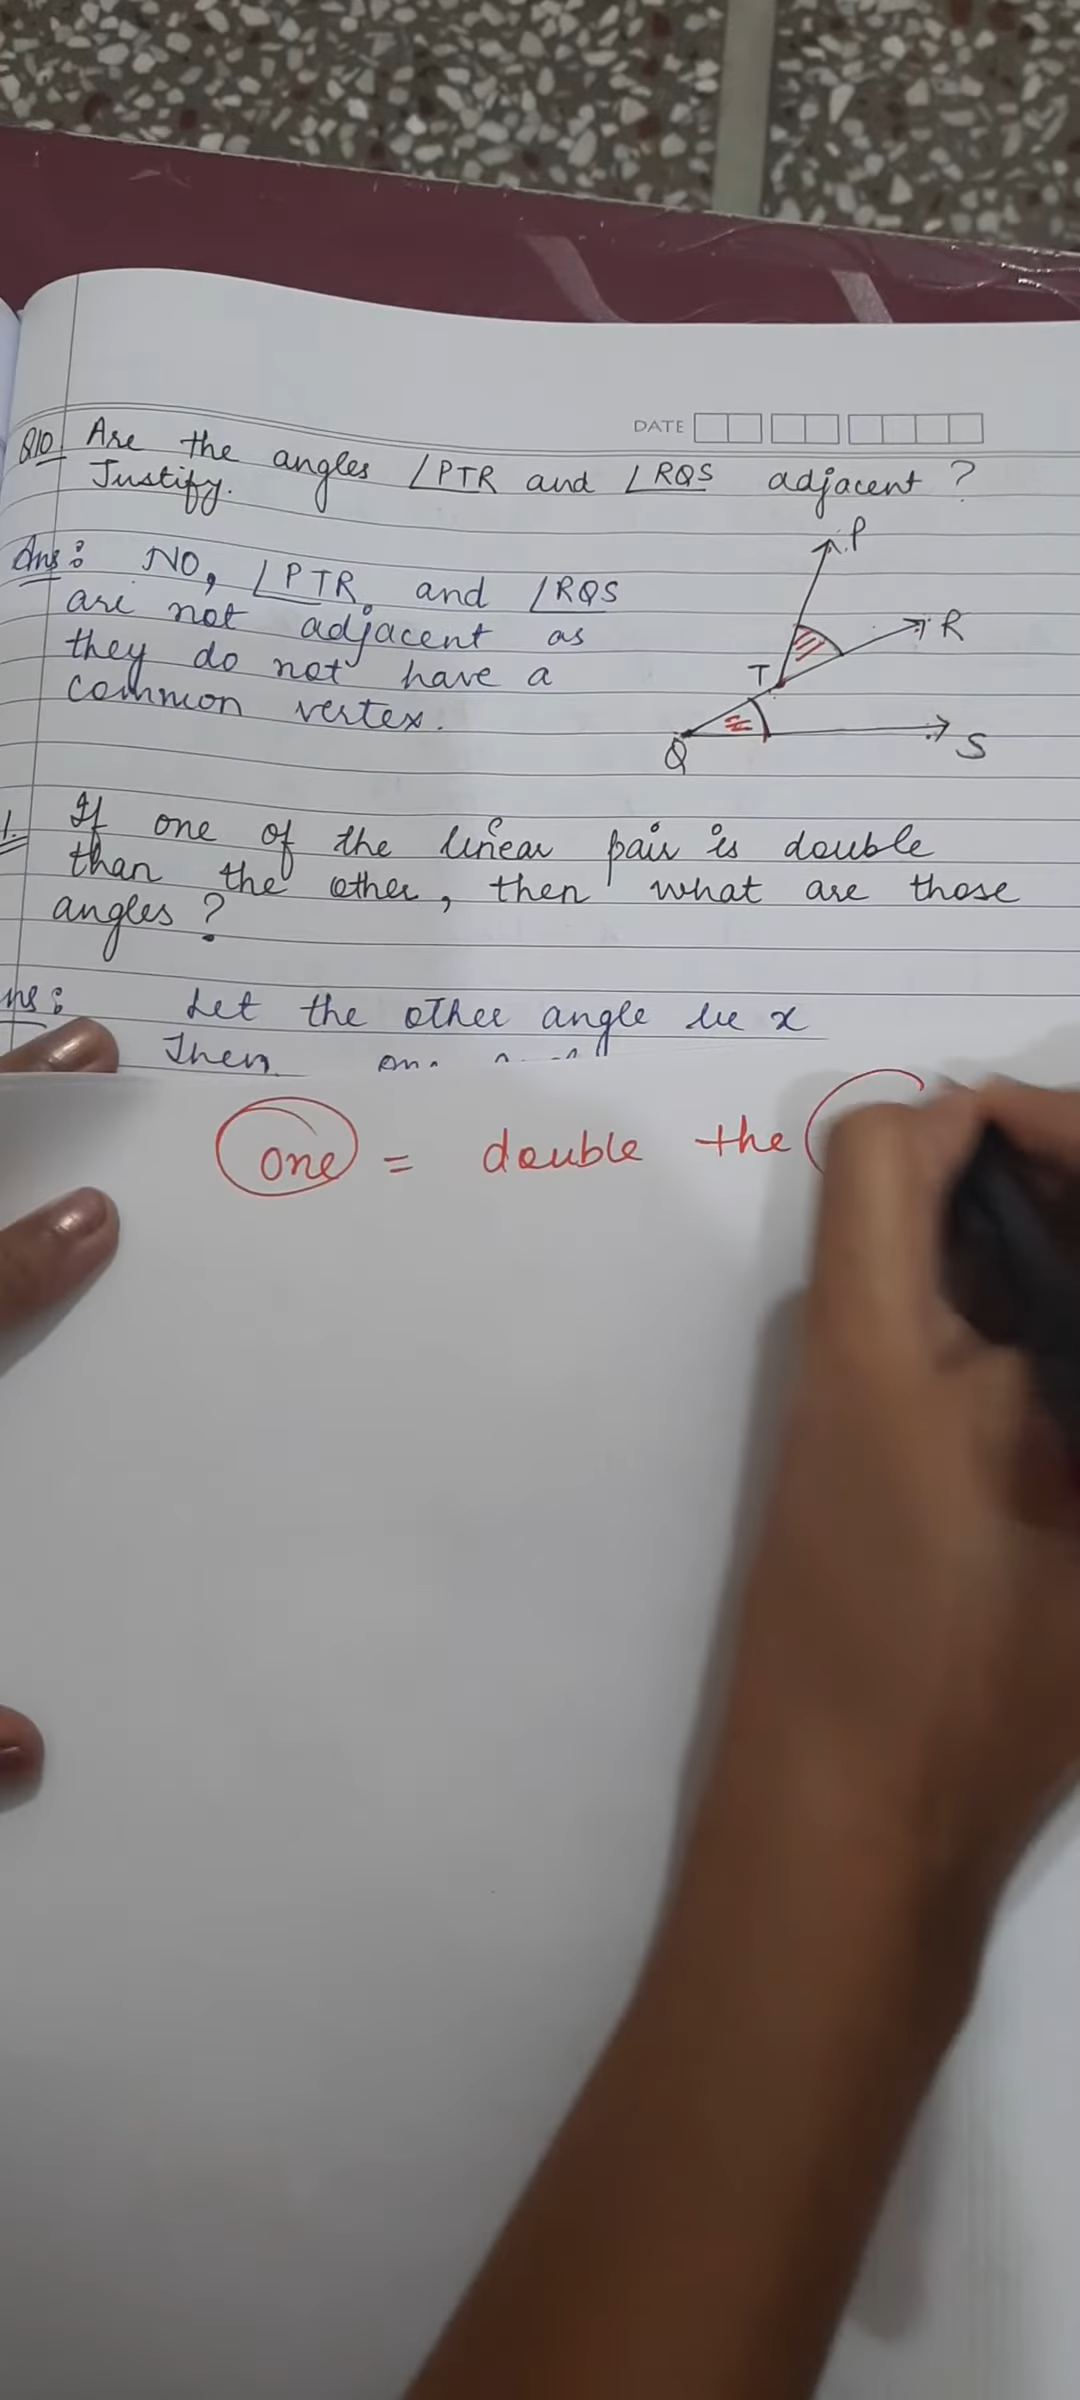 DATE
Q10. Are the angles ∠PTR and ∠RQS adjacent ?
Justify.
Ans: NO, ∠PTR and ∠RQS
are not adjacent as
they do not have a
common vertex.
P
R
T
Q
S
1. If one of the linear pair is double
than the other, then what are those
angles ?
ns: Let the other angle be x
Then
one = double the